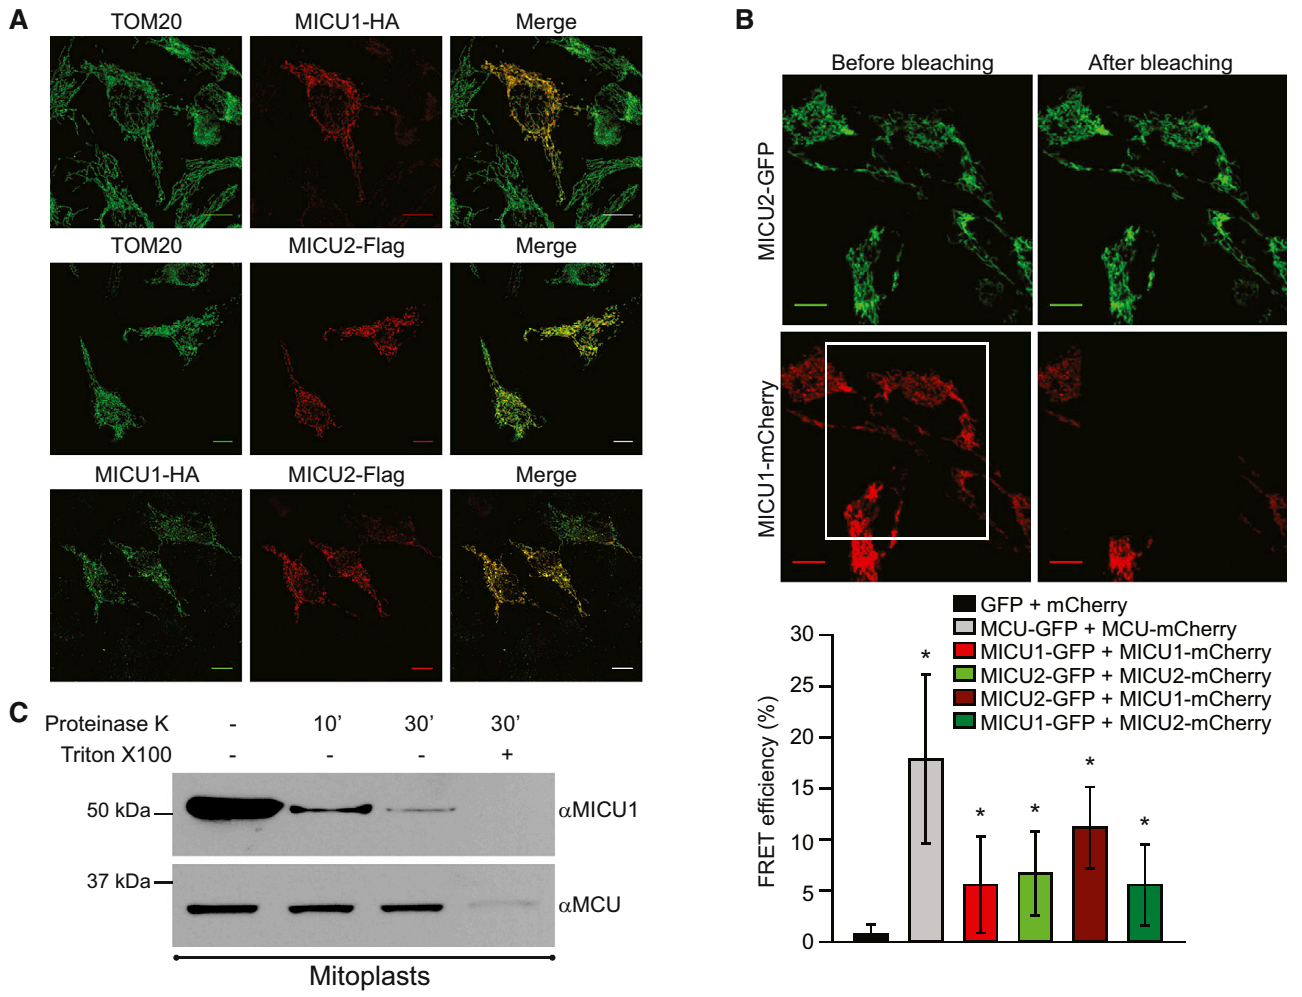 A
TOM20 MICU1-HA Merge
TOM20 MICU2-Flag Merge
MICU1-HA MICU2-Flag Merge
B
Before bleaching After bleaching
MICU2-GFP
MICU1-mCherry
GFP + mCherry
MCU-GFP + MCU-mCherry
MICU1-GFP + MICU1-mCherry
MICU2-GFP + MICU2-mCherry
MICU2-GFP + MICU1-mCherry
MICU1-GFP + MICU2-mCherry
FRET efficiency (%)
30
25
20
15
10
5
0
* * * * *
C
Proteinase K - 10’ 30’ 30’
Triton X100 - - - +
50 kDa αMICU1
37 kDa αMCU
Mitoplasts